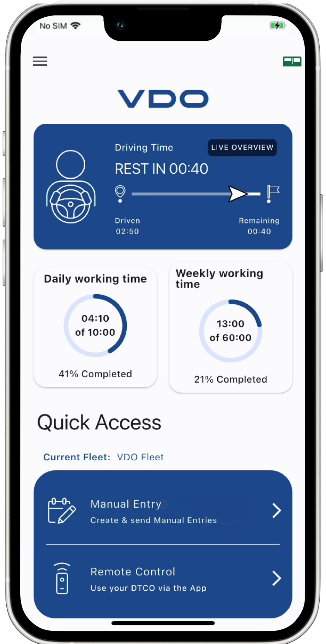 No SIM
VDO
Driving Time
LIVE OVERVIEW
REST IN 00:40
Driven
Remaining
02:50
00:40
Daily working time
04:10
of 10:00
41% Completed
Weekly working
time
13:00
of 60:00
21% Completed
Quick Access
Current Fleet: VDO Fleet
Manual Entry
Create & send Manual Entries
Remote Control
Use your DTCO via the App